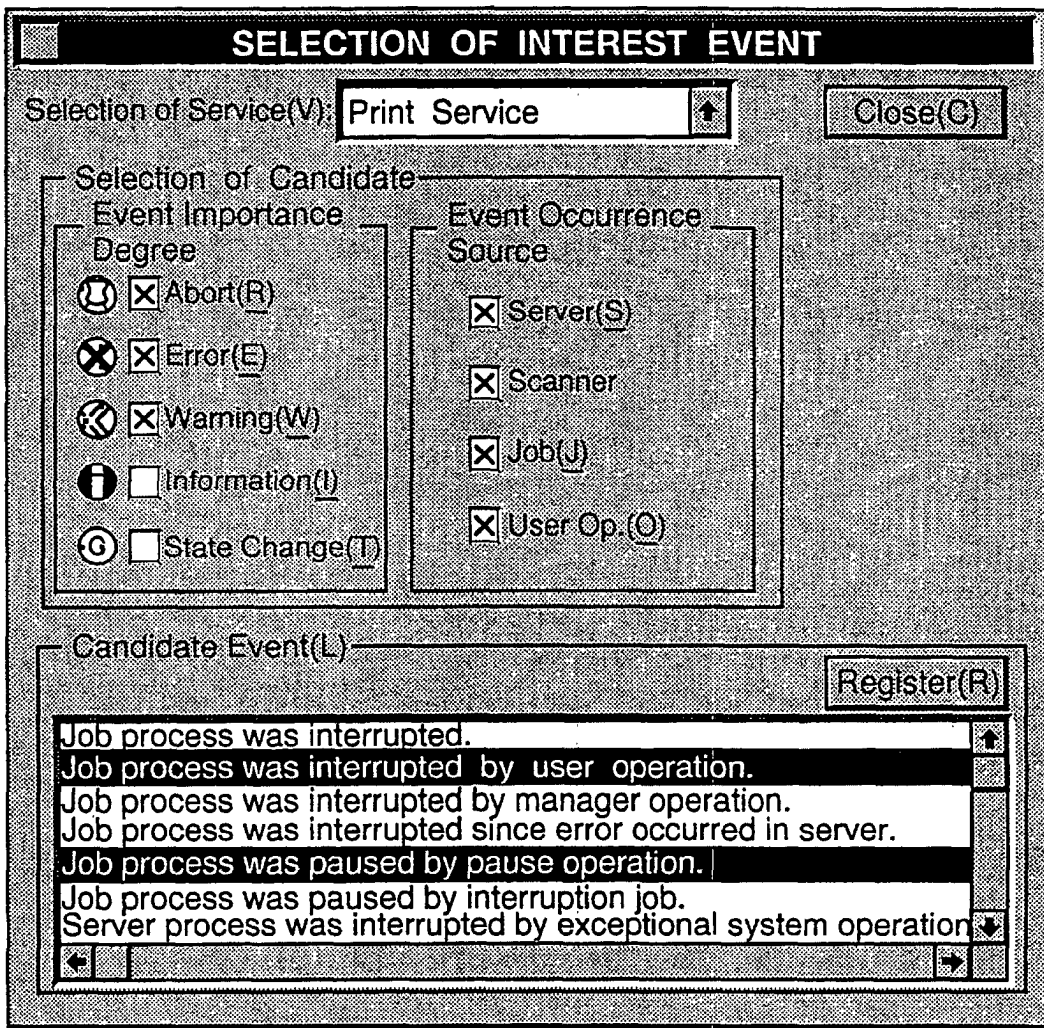 SELECTION OF INTEREST EVENT
Selection of Service(V): Print Service
Close(C)
Selection of Candidate
Event Importance Degree
Abort(R)
Error(E)
Warning(W)
Information(I)
State Change(T)
Event Occurrence Source
Server(S)
Scanner
Job(J)
User Op.(O)
Candidate Event(L)
Register(R)
Job process was interrupted.
Job process was interrupted by user operation.
Job process was interrupted by manager operation.
Job process was interrupted since error occurred in server.
Job process was paused by pause operation.
Job process was paused by interruption job.
Server process was interrupted by exceptional system operation